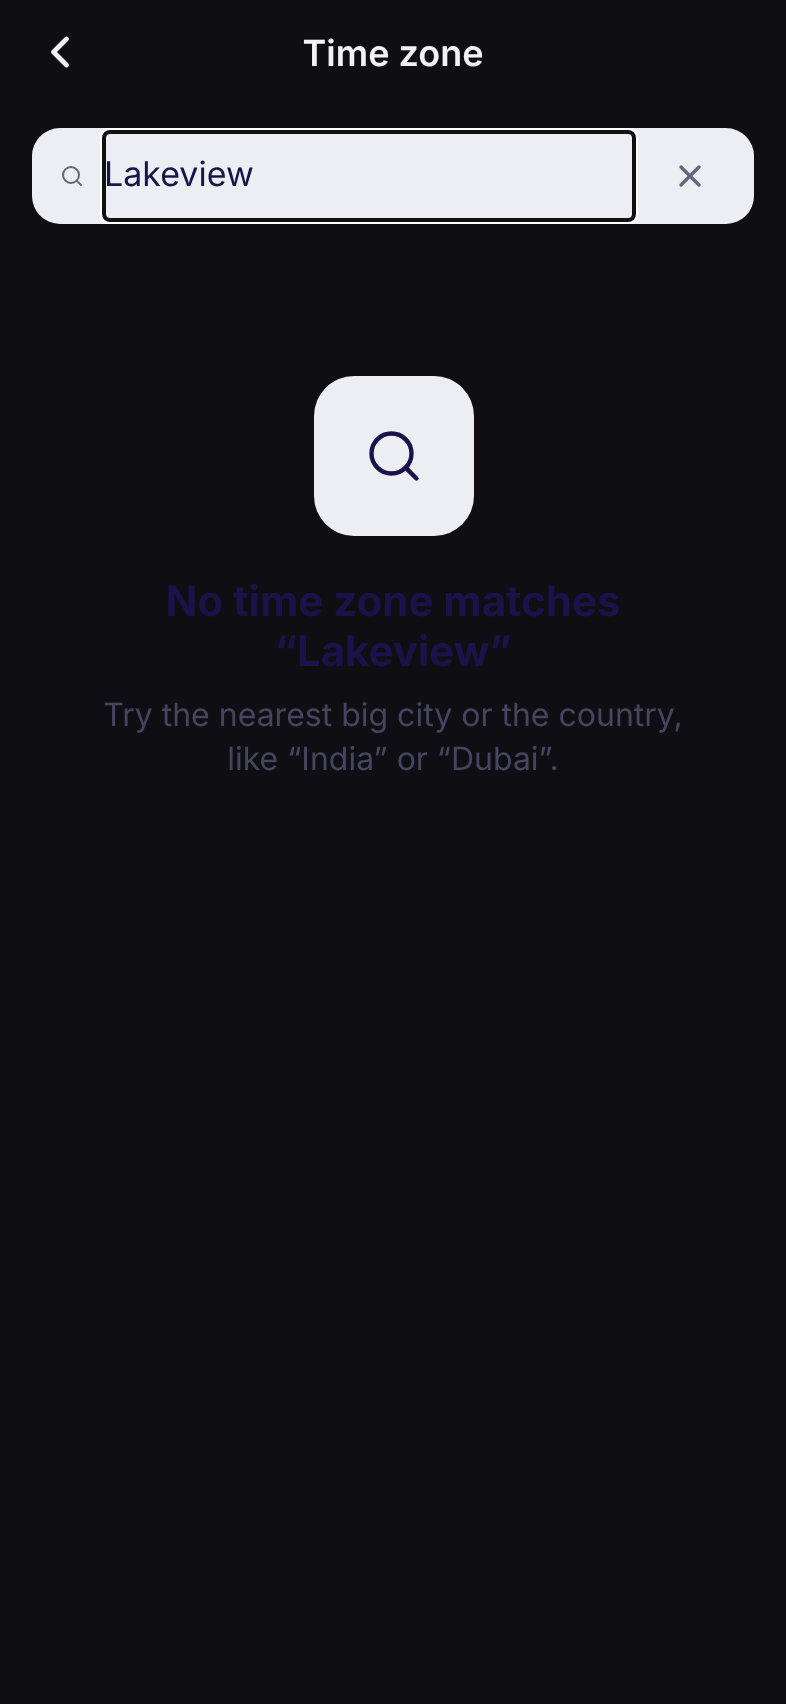 Time zone
Lakeview
No time zone matches
“Lakeview”
Try the nearest big city or the country,
like “India” or “Dubai”.